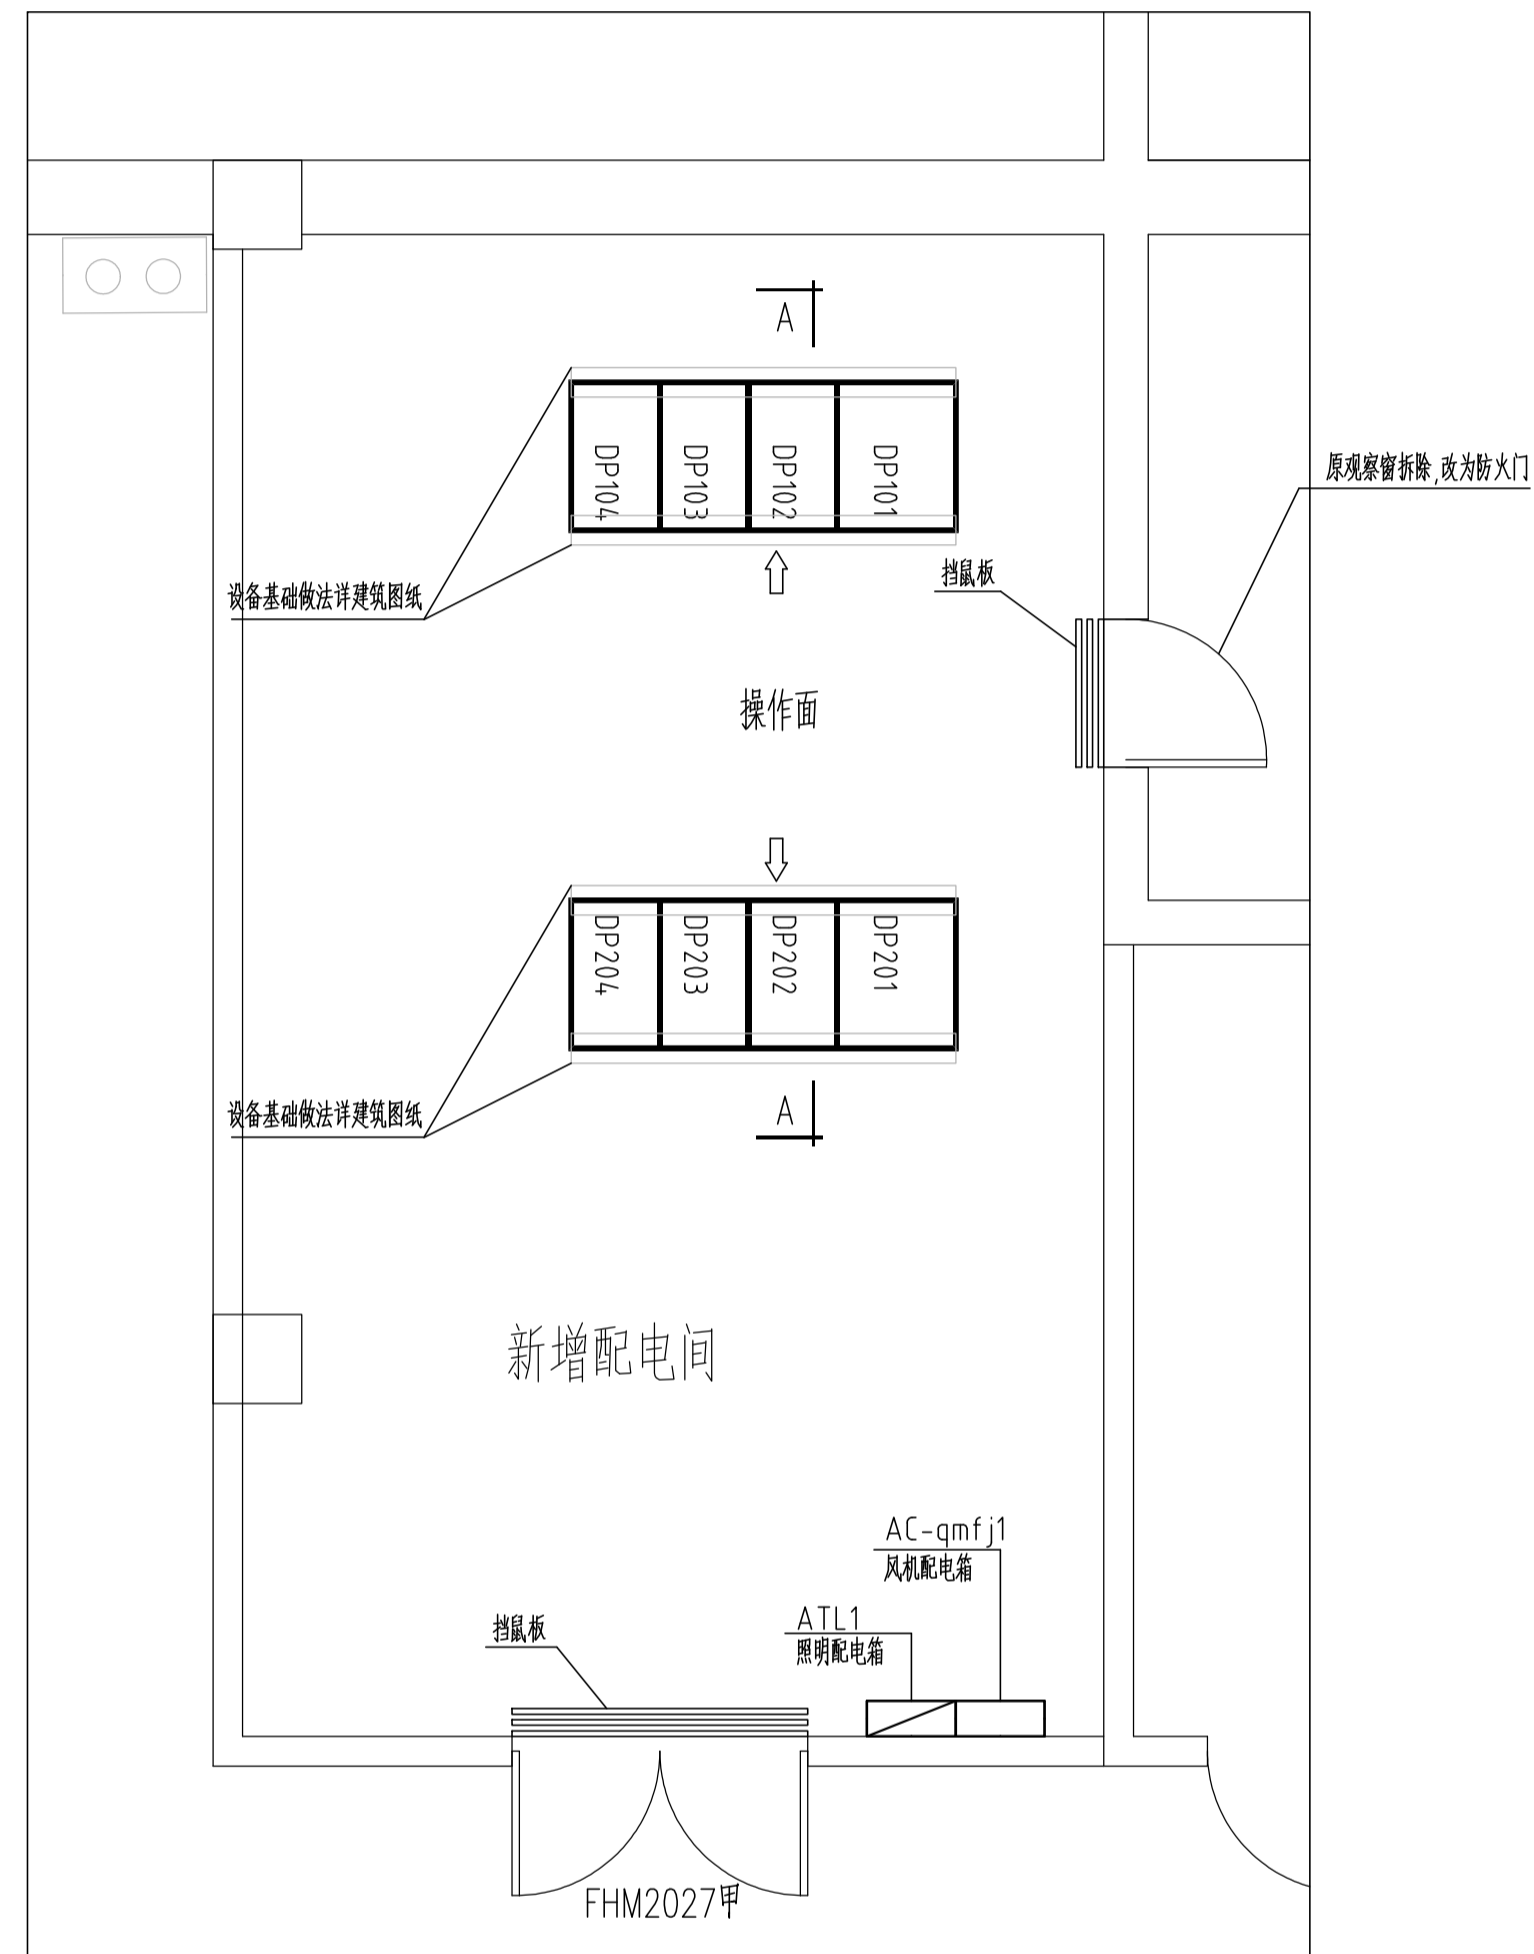 A
DP104
DP103
DP102
DP101
原观察窗拆除,改为防火门
挡鼠板
设备基础做法详建筑图纸
操作面
DP204
DP203
DP202
DP201
设备基础做法详建筑图纸
A
新增配电间
AC-qmfj1
风机配电箱
ATL1
照明配电箱
挡鼠板
FHM2027甲